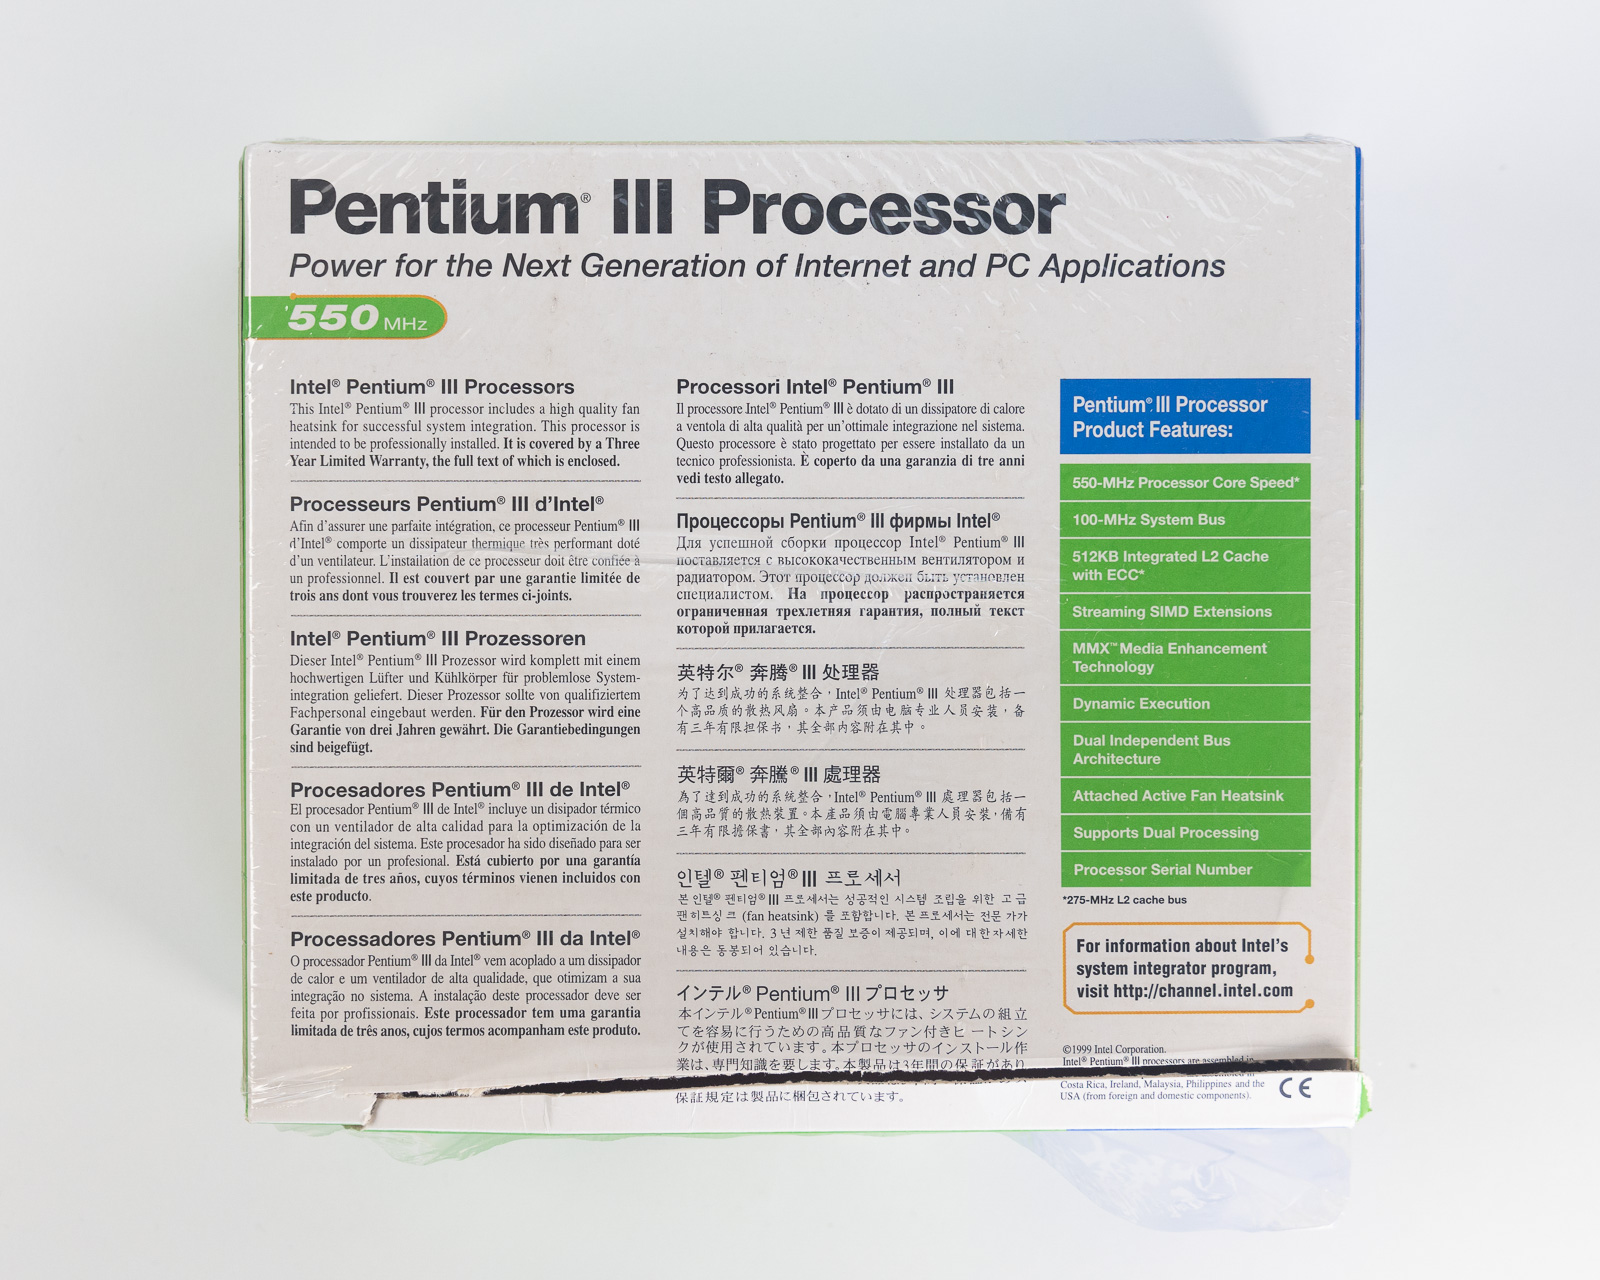 Pentium® III Processor
Power for the Next Generation of Internet and PC Applications
550 MHz
Intel® Pentium® III Processors
This Intel® Pentium® III processor includes a high quality fan
heatsink for successful system integration. This processor is
intended to be professionally installed. It is covered by a Three
Year Limited Warranty, the full text of which is enclosed.
Processeurs Pentium® III d'Intel®
Afin d'assurer une parfaite intégration, ce processeur Pentium® III
d'Intel® comporte un dissipateur thermique très performant doté
d'un ventilateur. L'installation de ce processeur doit être confiée à
un professionnel. Il est couvert par une garantie limitée de
trois ans dont vous trouverez les termes ci-joints.
Intel® Pentium® III Prozessoren
Dieser Intel® Pentium® III Prozessor wird komplett mit einem
hochwertigen Lüfter und Kühlkörper für problemlose System-
integration geliefert. Dieser Prozessor sollte von qualifiziertem
Fachpersonal eingebaut werden. Für den Prozessor wird eine
Garantie von drei Jahren gewährt. Die Garantiebedingungen
sind beigefügt.
Procesadores Pentium® III de Intel®
El procesador Pentium® III de Intel® incluye un disipador térmico
con un ventilador de alta calidad para la optimización de la
integración del sistema. Este procesador ha sido diseñado para ser
instalado por un profesional. Está cubierto por una garantía
limitada de tres años, cuyos términos vienen incluidos con
este producto.
Processadores Pentium® III da Intel®
O processador Pentium® III da Intel® vem acoplado a um dissipador
de calor e um ventilador de alta qualidade, que otimizam a sua
integração no sistema. A instalação deste processador deve ser
feita por profissionais. Este processador tem uma garantia
limitada de três anos, cujos termos acompanham este produto.
Processori Intel® Pentium® III
Il processore Intel® Pentium® III è dotato di un dissipatore di calore
a ventola di alta qualità per un'ottimale integrazione nel sistema.
Questo processore è stato progettato per essere installato da un
tecnico professionista. È coperto da una garanzia di tre anni
vedi testo allegato.
Процессоры Pentium® III фирмы Intel®
Для успешной сборки процессор Intel® Pentium® III
поставляется с высококачественным вентилятором и
радиатором. Этот процессор должен быть установлен
специалистом. На процессор распространяется
ограниченная трехлетняя гарантия, полный текст
которой прилагается.
英特尔® 奔腾® III 处理器
为了达到成功的系统整合，Intel® Pentium® III 处理器包括一
个高品质的散热风扇。本产品须由电脑专业人员安装，备
有三年有限担保书，其全部内容附在其中。
英特爾® 奔騰® III 處理器
為了達到成功的系統整合，Intel® Pentium® III 處理器包括一
個高品質的散熱裝置。本產品須由電腦專業人員安裝，備有
三年有限擔保書，其全部內容附在其中。
인텔® 펜티엄® III 프로세서
본 인텔® 펜티엄® III 프로세서는 성공적인 시스템 조립을 위한 고급
팬히트싱크 (fan heatsink) 를 포함합니다. 본 프로세서는 전문가가
설치해야 합니다. 3년 제한 품질 보증이 제공되며, 이에 대한 자세한
내용은 동봉되어 있습니다.
インテル® Pentium® III プロセッサ
本インテル® Pentium® III プロセッサには、システムの組立
てを容易に行うための高品質なファン付きヒートシン
クが使用されています。本プロセッサのインストール作
業は、専門知識を要します。本製品は3年間の保証があり
保証規定は製品に梱包されています。
Pentium® III Processor
Product Features:
550-MHz Processor Core Speed*
100-MHz System Bus
512KB Integrated L2 Cache
with ECC*
Streaming SIMD Extensions
MMX™ Media Enhancement
Technology
Dynamic Execution
Dual Independent Bus
Architecture
Attached Active Fan Heatsink
Supports Dual Processing
Processor Serial Number
*275-MHz L2 cache bus
For information about Intel's
system integrator program,
visit http://channel.intel.com
©1999 Intel Corporation.
Intel® Pentium® III processors are assembled in
Costa Rica, Ireland, Malaysia, Philippines and the
USA (from foreign and domestic components).
CE